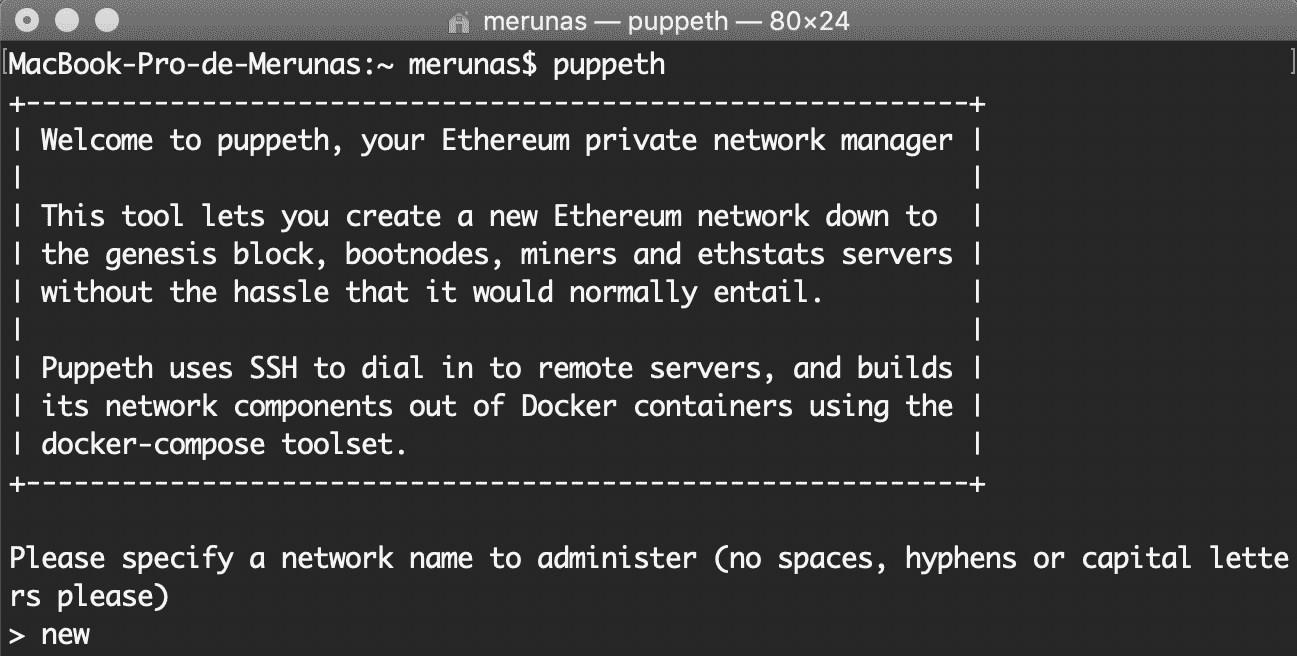 merunas — puppeth — 80×24
[MacBook-Pro-de-Merunas:~ merunas$ puppeth ]
+-----------------------------------------------------------+
| Welcome to puppeth, your Ethereum private network manager |
|                                                           |
| This tool lets you create a new Ethereum network down to  |
| the genesis block, bootnodes, miners and ethstats servers |
| without the hassle that it would normally entail.         |
|                                                           |
| Puppeth uses SSH to dial in to remote servers, and builds |
| its network components out of Docker containers using the |
| docker-compose toolset.                                   |
+-----------------------------------------------------------+
Please specify a network name to administer (no spaces, hyphens or capital lette
rs please)
> new